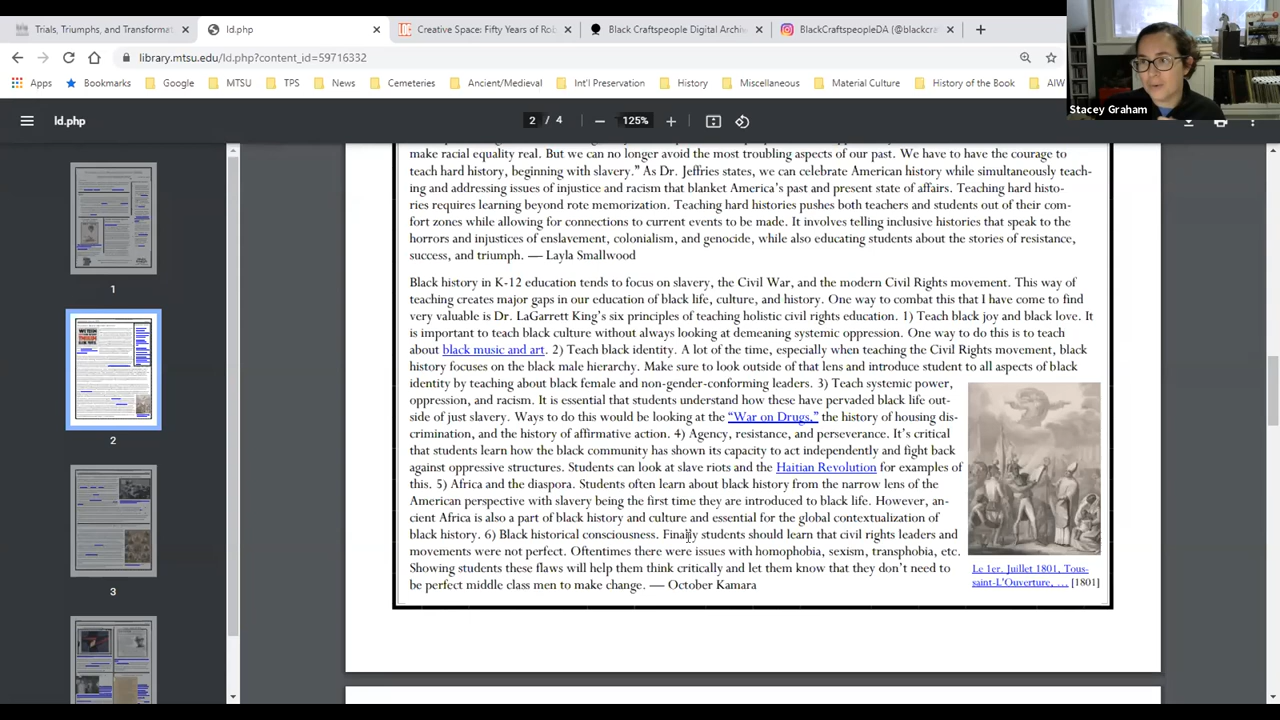 Trials, Triumphs, and Transformat
ld.php
Creative Space: Fifty Years of Rob
Black Craftspeople Digital Archi
BlackCraftspeopleDA (@blackcra
library.mtsu.edu/ld.php?content_id=59716332
Apps
Google
MTSU
TPS
News
Cemeteries
Ancient/Medieval
Int'l Preservation
History
Miscellaneous
Material Culture
History of the Book
AIW
Stacey Graham
ld.php
2 / 4
125%
1
2
3
make racial equality real. But we can no longer avoid the most troubling aspects of our past. We have to have the courage to
teach hard history, beginning with slavery.” As Dr. Jeffries states, we can celebrate American history while simultaneously teach-
ing and addressing issues of injustice and racism that blanket America’s past and present state of affairs. Teaching hard histo-
ries requires learning beyond rote memorization. Teaching hard histories pushes both teachers and students out of their com-
fort zones while allowing for connections to current events to be made. It involves telling inclusive histories that speak to the
horrors and injustices of enslavement, colonialism, and genocide, while also educating students about the stories of resistance,
success, and triumph. — Layla Smallwood
Black history in K-12 education tends to focus on slavery, the Civil War, and the modern Civil Rights movement. This way of
teaching creates major gaps in our education of black life, culture, and history. One way to combat this that I have come to find
very valuable is Dr. LaGarrett King’s six principles of teaching holistic civil rights education. 1) Teach black joy and black love. It
is important to teach black culture without always looking at demeaning systemic oppression. One way to do this is to teach
about black music and art. 2) Teach black identity. A lot of the time, especially when teaching the Civil Rights movement, black
history focuses on the black male hierarchy. Make sure to look outside of that lens and introduce student to all aspects of black
identity by teaching about black female and non-gender-conforming leaders. 3) Teach systemic power,
oppression, and racism. It is essential that students understand how these have pervaded black life out-
side of just slavery. Ways to do this would be looking at the “War on Drugs,” the history of housing dis-
crimination, and the history of affirmative action. 4) Agency, resistance, and perseverance. It’s critical
that students learn how the black community has shown its capacity to act independently and fight back
against oppressive structures. Students can look at slave riots and the Haitian Revolution for examples of
this. 5) Africa and the diaspora. Students often learn about black history from the narrow lens of the
American perspective with slavery being the first time they are introduced to black life. However, an-
cient Africa is also a part of black history and culture and essential for the global contextualization of
black history. 6) Black historical consciousness. Finally students should learn that civil rights leaders and
movements were not perfect. Oftentimes there were issues with homophobia, sexism, transphobia, etc.
Showing students these flaws will help them think critically and let them know that they don’t need to
be perfect middle class men to make change. — October Kamara
Le 1er. Juillet 1801, Tous-
saint-L’Ouverture, … [1801]